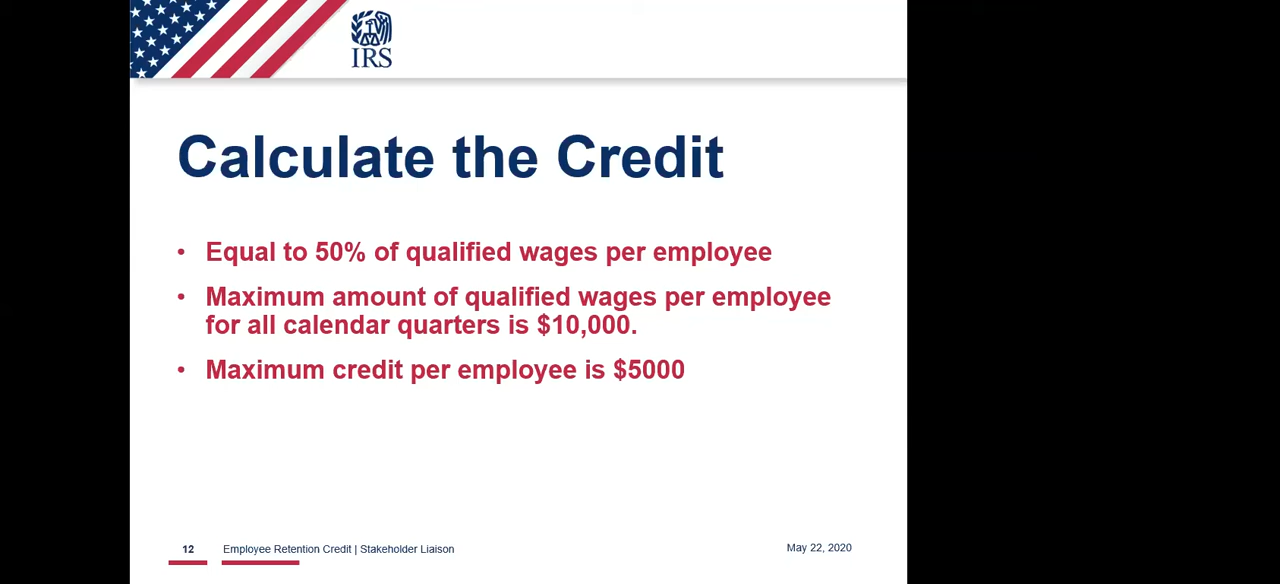 IRS
Calculate the Credit
• Equal to 50% of qualified wages per employee
• Maximum amount of qualified wages per employee
for all calendar quarters is $10,000.
• Maximum credit per employee is $5000
12 Employee Retention Credit | Stakeholder Liaison May 22, 2020